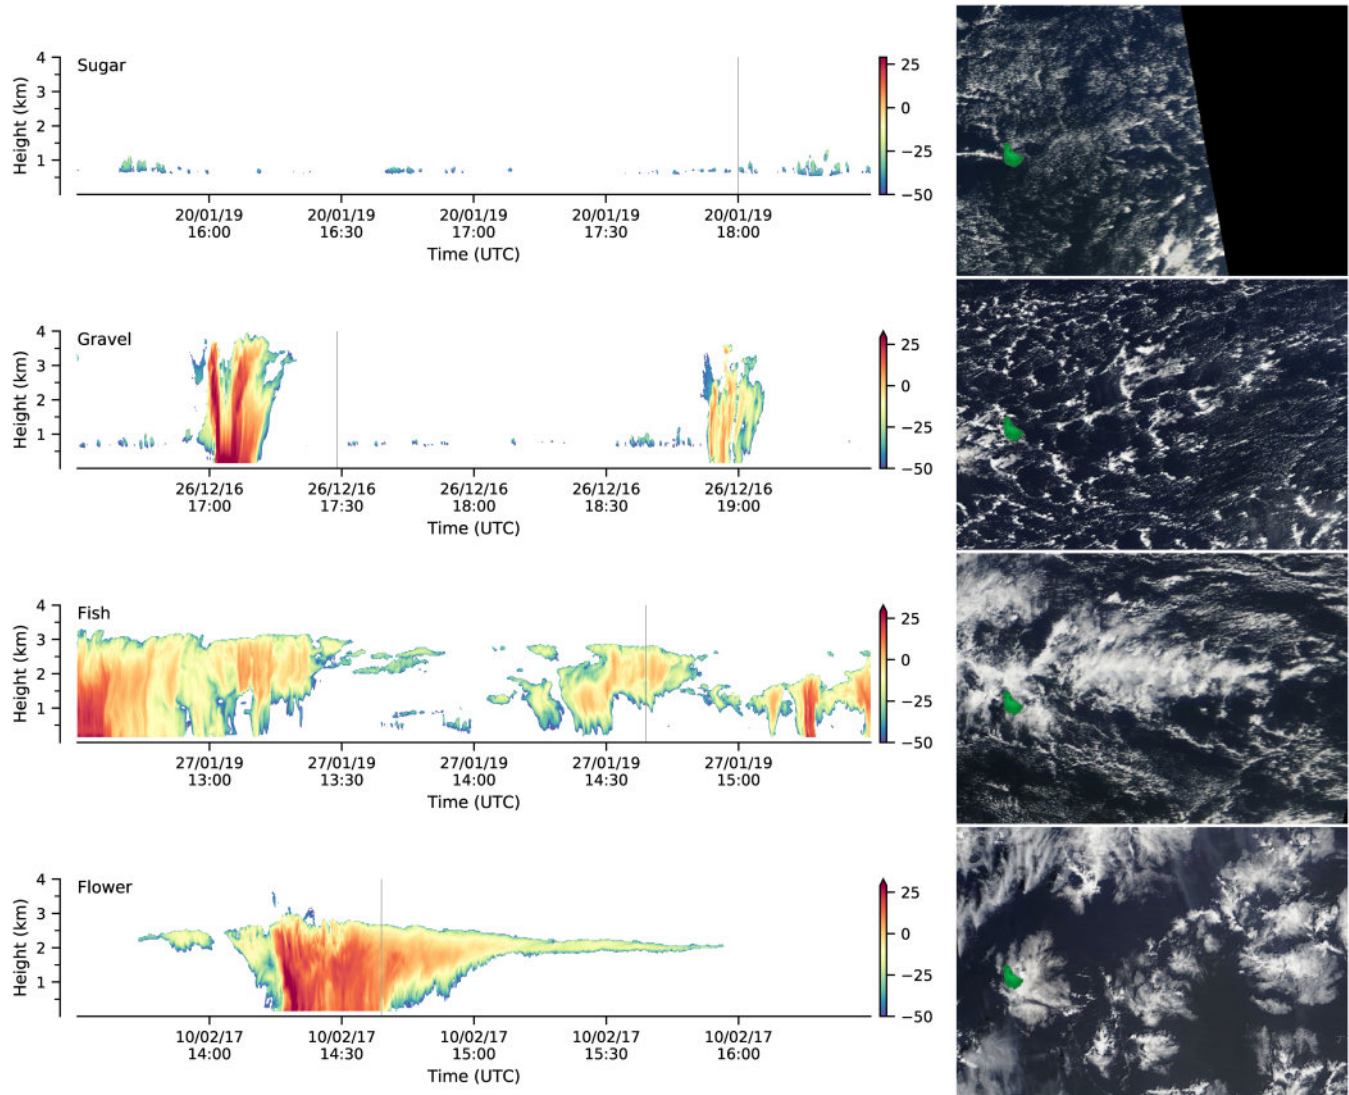 Sugar
Height (km)
4
3
2
1
25
0
−25
−50
20/01/19 20/01/19 20/01/19 20/01/19 20/01/19
16:00 16:30 17:00 17:30 18:00
Time (UTC)
Gravel
Height (km)
4
3
2
1
25
0
−25
−50
26/12/16 26/12/16 26/12/16 26/12/16 26/12/16
17:00 17:30 18:00 18:30 19:00
Time (UTC)
Fish
Height (km)
4
3
2
1
25
0
−25
−50
27/01/19 27/01/19 27/01/19 27/01/19 27/01/19
13:00 13:30 14:00 14:30 15:00
Time (UTC)
Flower
Height (km)
4
3
2
1
25
0
−25
−50
10/02/17 10/02/17 10/02/17 10/02/17 10/02/17
14:00 14:30 15:00 15:30 16:00
Time (UTC)